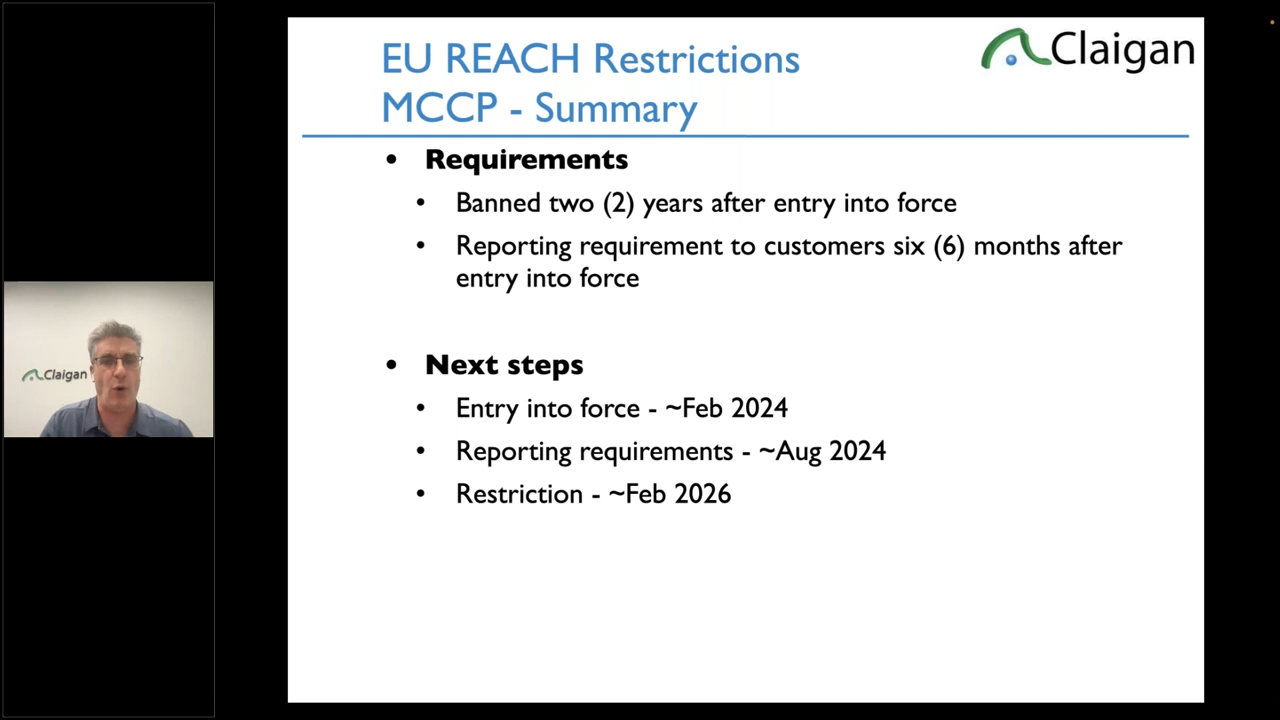 EU REACH Restrictions
MCCP - Summary
Claigan
• Requirements
• Banned two (2) years after entry into force
• Reporting requirement to customers six (6) months after
entry into force
• Next steps
• Entry into force - ~Feb 2024
• Reporting requirements - ~Aug 2024
• Restriction - ~Feb 2026
Claigan